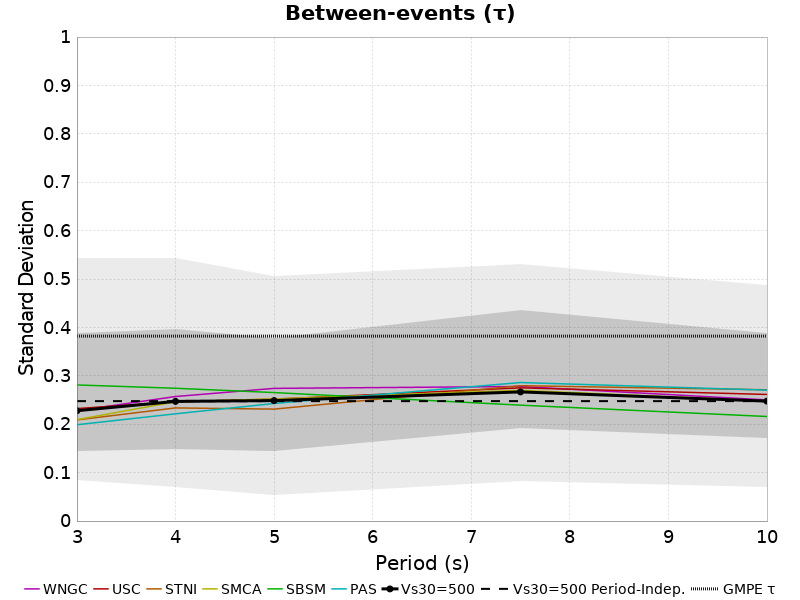 Between-events (τ)
1
0.9
0.8
0.7
0.6
0.5
0.4
0.3
0.2
0.1
0
Standard Deviation
3 4 5 6 7 8 9 10
Period (s)
WNGC USC STNI SMCA SBSM PAS Vs30=500 Vs30=500 Period-Indep. GMPE τ